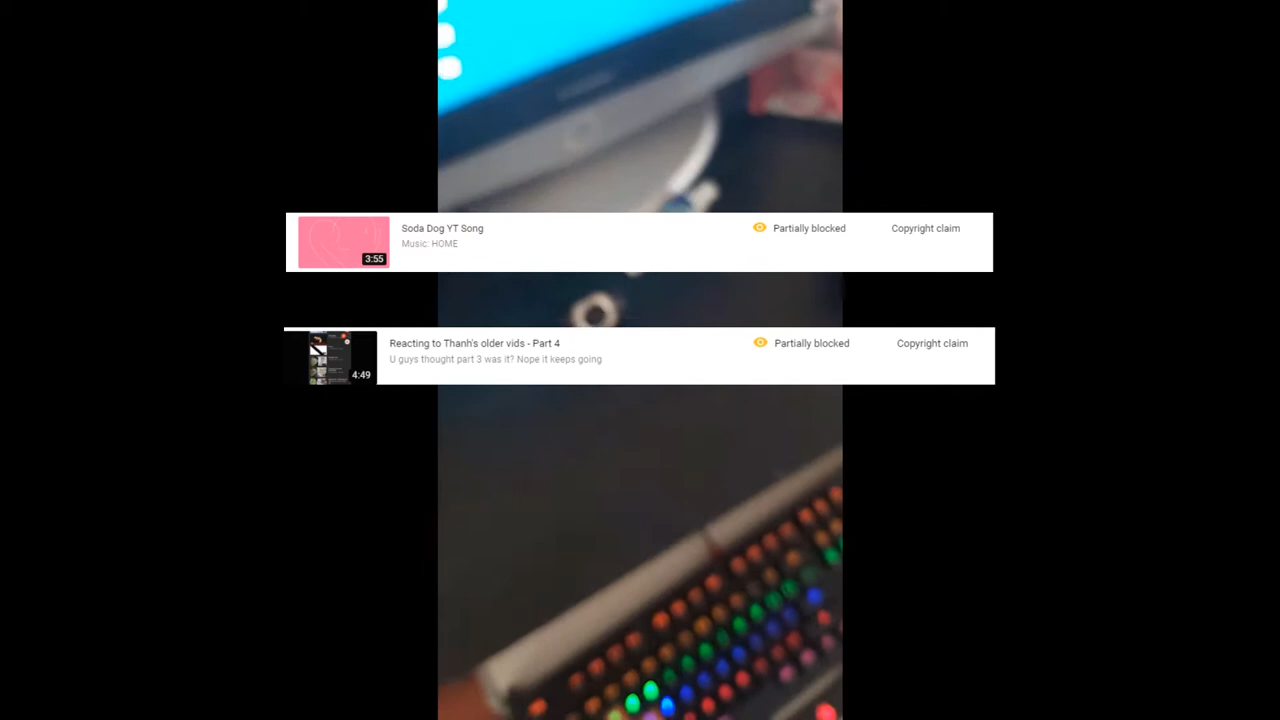 Soda Dog YT Song
Partially blocked
Copyright claim
Music: HOME
3:55
Reacting to Thanh's older vids - Part 4
Partially blocked
Copyright claim
U guys thought part 3 was it? Nope it keeps going
4:49